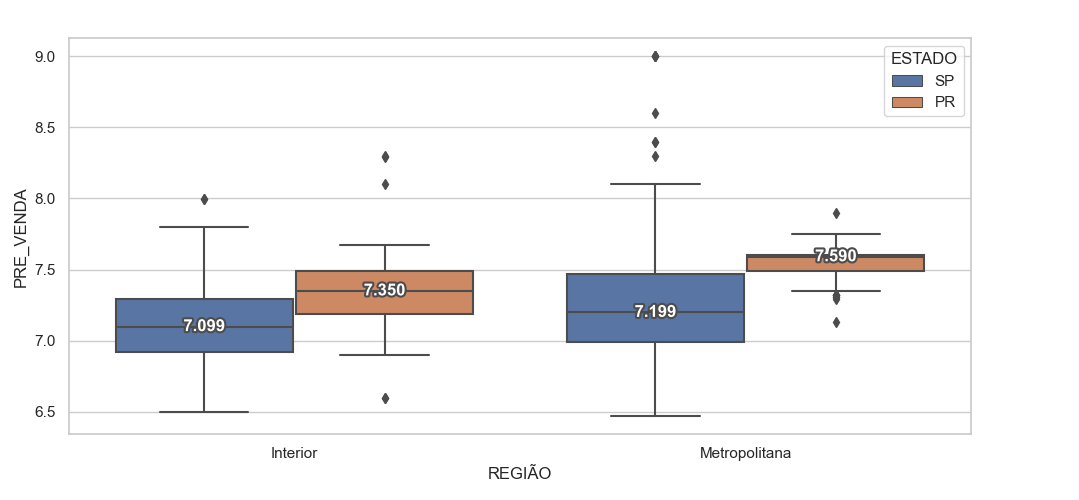 ESTADO
SP
PR
PRE_VENDA
9.0
8.5
8.0
7.5
7.0
6.5
7.099
7.350
7.199
7.590
Interior
Metropolitana
REGIÃO